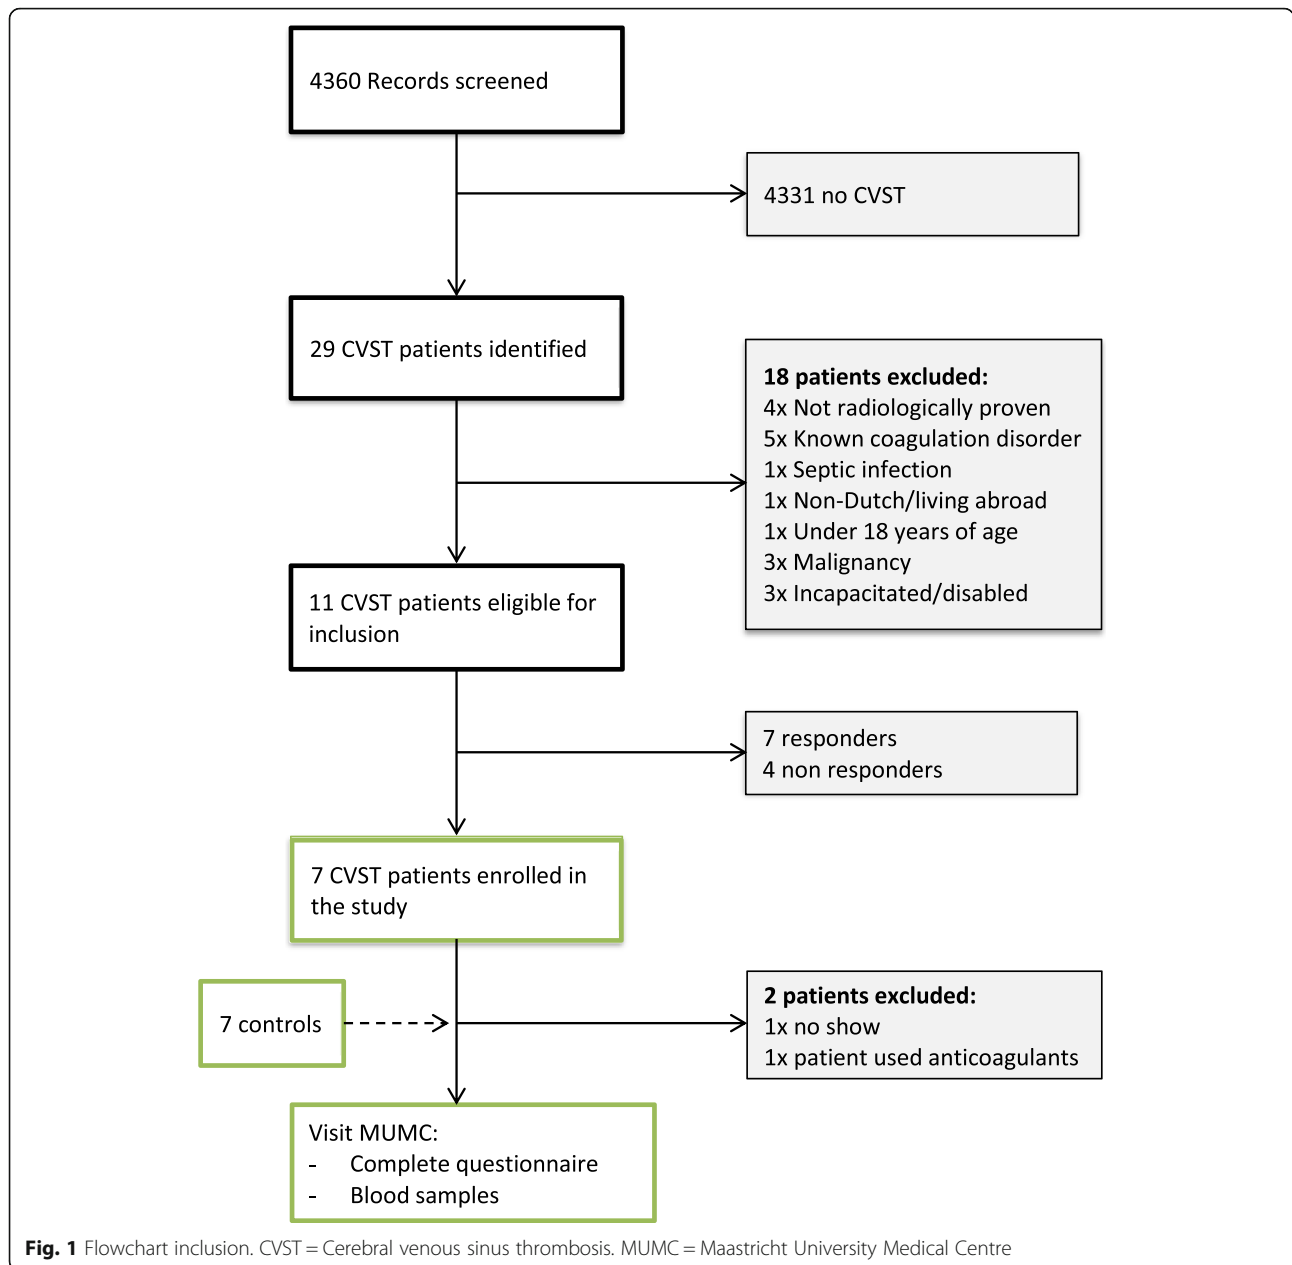 4360 Records screened
4331 no CVST
29 CVST patients identified
18 patients excluded:
4x Not radiologically proven
5x Known coagulation disorder
1x Septic infection
1x Non-Dutch/living abroad
1x Under 18 years of age
3x Malignancy
3x Incapacitated/disabled
11 CVST patients eligible for
inclusion
7 responders
4 non responders
7 CVST patients enrolled in
the study
7 controls
2 patients excluded:
1x no show
1x patient used anticoagulants
Visit MUMC:
- Complete questionnaire
- Blood samples
Fig. 1 Flowchart inclusion. CVST = Cerebral venous sinus thrombosis. MUMC = Maastricht University Medical Centre